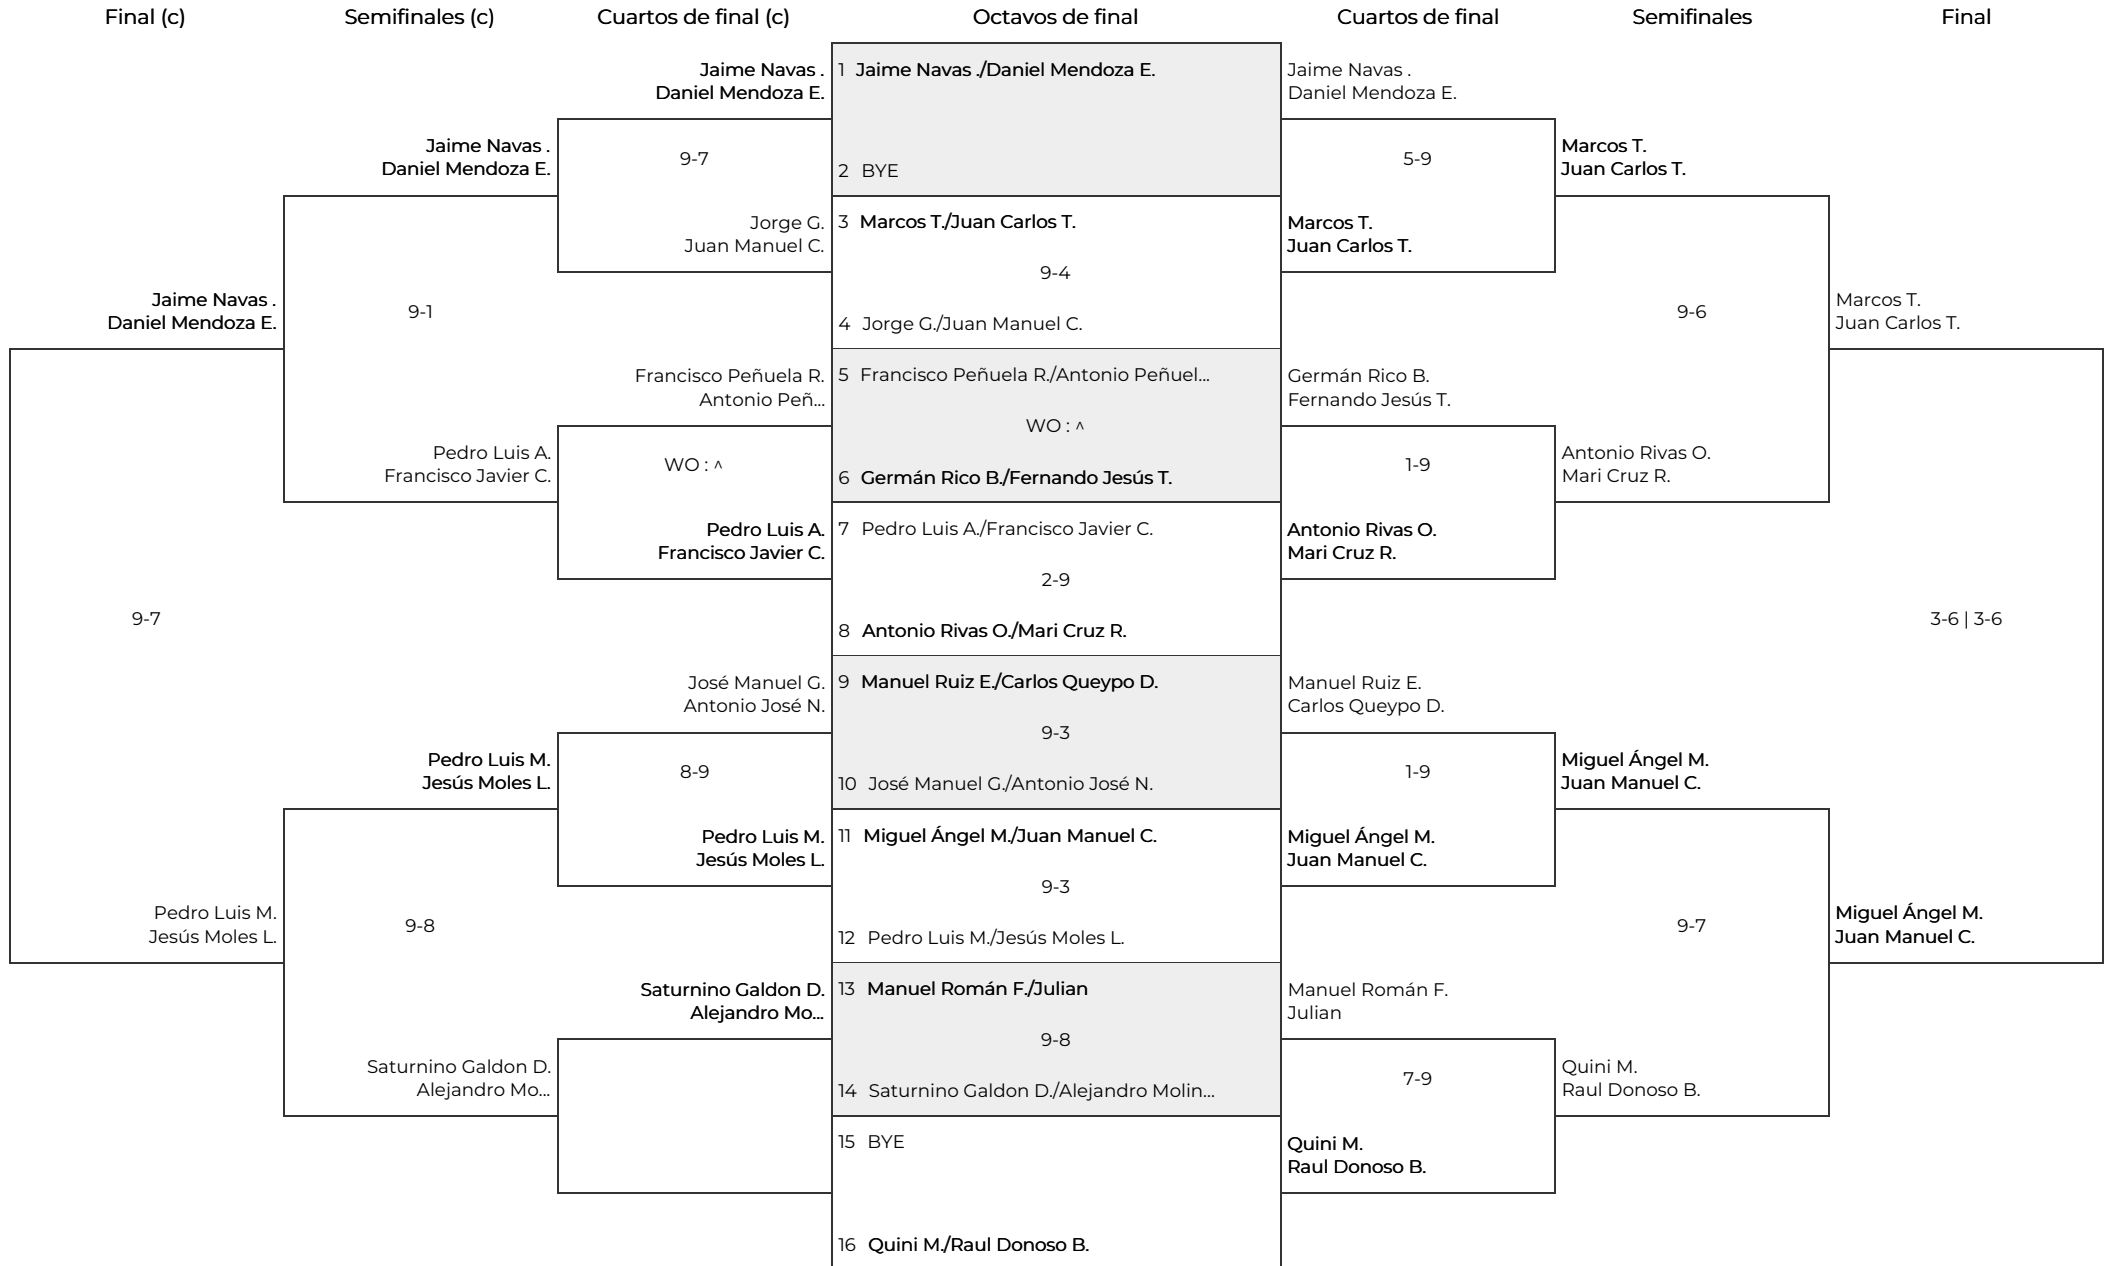 Final (c)
Semifinales (c)
Cuartos de final (c)
Octavos de final
Cuartos de final
Semifinales
Final
Jaime Navas .
Daniel Mendoza E.
9-7
Pedro Luis M.
Jesús Moles L.
Jaime Navas .
Daniel Mendoza E.
9-1
Pedro Luis A.
Francisco Javier C.
Pedro Luis M.
Jesús Moles L.
9-8
Saturnino Galdon D.
Alejandro Mo...
Jaime Navas .
Daniel Mendoza E.
9-7
Jorge G.
Juan Manuel C.
Francisco Peñuela R.
Antonio Peñ...
WO : ^
Pedro Luis A.
Francisco Javier C.
José Manuel G.
Antonio José N.
8-9
Pedro Luis M.
Jesús Moles L.
Saturnino Galdon D.
Alejandro Mo...
1 Jaime Navas ./Daniel Mendoza E.
2 BYE
3 Marcos T./Juan Carlos T.
9-4
4 Jorge G./Juan Manuel C.
5 Francisco Peñuela R./Antonio Peñuel...
WO : ^
6 Germán Rico B./Fernando Jesús T.
7 Pedro Luis A./Francisco Javier C.
2-9
8 Antonio Rivas O./Mari Cruz R.
9 Manuel Ruiz E./Carlos Queypo D.
9-3
10 José Manuel G./Antonio José N.
11 Miguel Ángel M./Juan Manuel C.
9-3
12 Pedro Luis M./Jesús Moles L.
13 Manuel Román F./Julian
9-8
14 Saturnino Galdon D./Alejandro Molin...
15 BYE
16 Quini M./Raul Donoso B.
Jaime Navas .
Daniel Mendoza E.
5-9
Marcos T.
Juan Carlos T.
Germán Rico B.
Fernando Jesús T.
1-9
Antonio Rivas O.
Mari Cruz R.
Manuel Ruiz E.
Carlos Queypo D.
1-9
Miguel Ángel M.
Juan Manuel C.
Manuel Román F.
Julian
7-9
Quini M.
Raul Donoso B.
Marcos T.
Juan Carlos T.
9-6
Antonio Rivas O.
Mari Cruz R.
Miguel Ángel M.
Juan Manuel C.
9-7
Quini M.
Raul Donoso B.
Marcos T.
Juan Carlos T.
3-6 | 3-6
Miguel Ángel M.
Juan Manuel C.